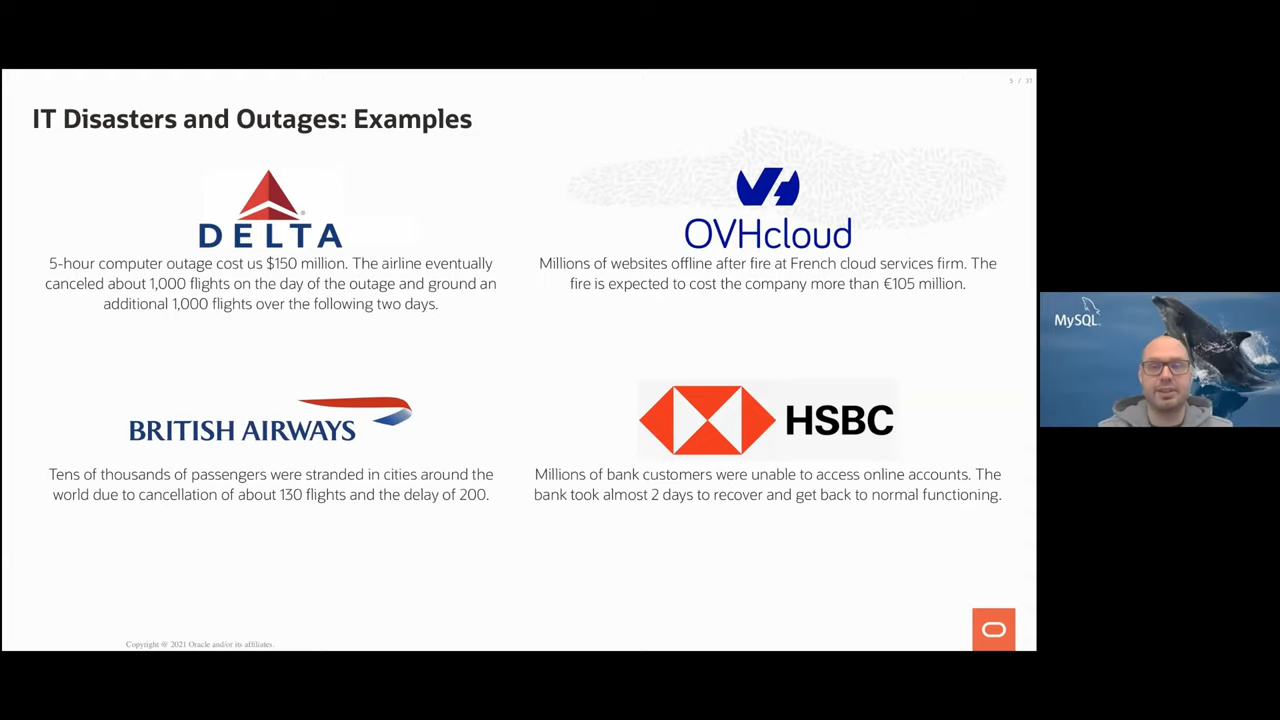 5 / 37
IT Disasters and Outages: Examples
DELTA
5-hour computer outage cost us $150 million. The airline eventually
canceled about 1,000 flights on the day of the outage and ground an
additional 1,000 flights over the following two days.
OVHcloud
Millions of websites offline after fire at French cloud services firm. The
fire is expected to cost the company more than €105 million.
MySQL
BRITISH AIRWAYS
Tens of thousands of passengers were stranded in cities around the
world due to cancellation of about 130 flights and the delay of 200.
HSBC
Millions of bank customers were unable to access online accounts. The
bank took almost 2 days to recover and get back to normal functioning.
Copyright @ 2021 Oracle and/or its affiliates.